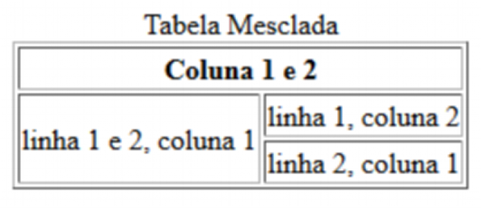 Tabela Mesclada
Coluna 1 e 2
linha 1 e 2, coluna 1
linha 1, coluna 2
linha 2, coluna 1